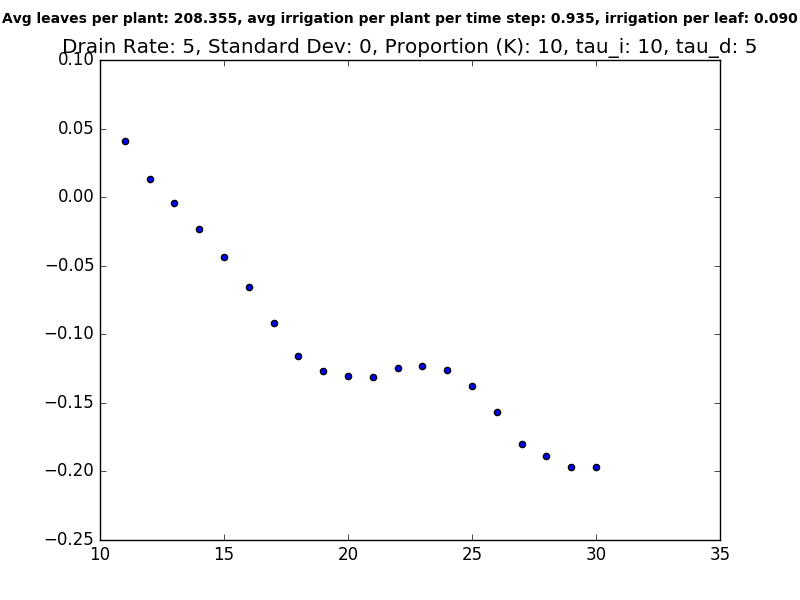 Avg leaves per plant: 208.355, avg irrigation per plant per time step: 0.935, irrigation per leaf: 0.090
Drain Rate: 5, Standard Dev: 0, Proportion (K): 10, tau_i: 10, tau_d: 5
0.10
0.05
0.00
−0.05
−0.10
−0.15
−0.20
−0.25
10 15 20 25 30 35